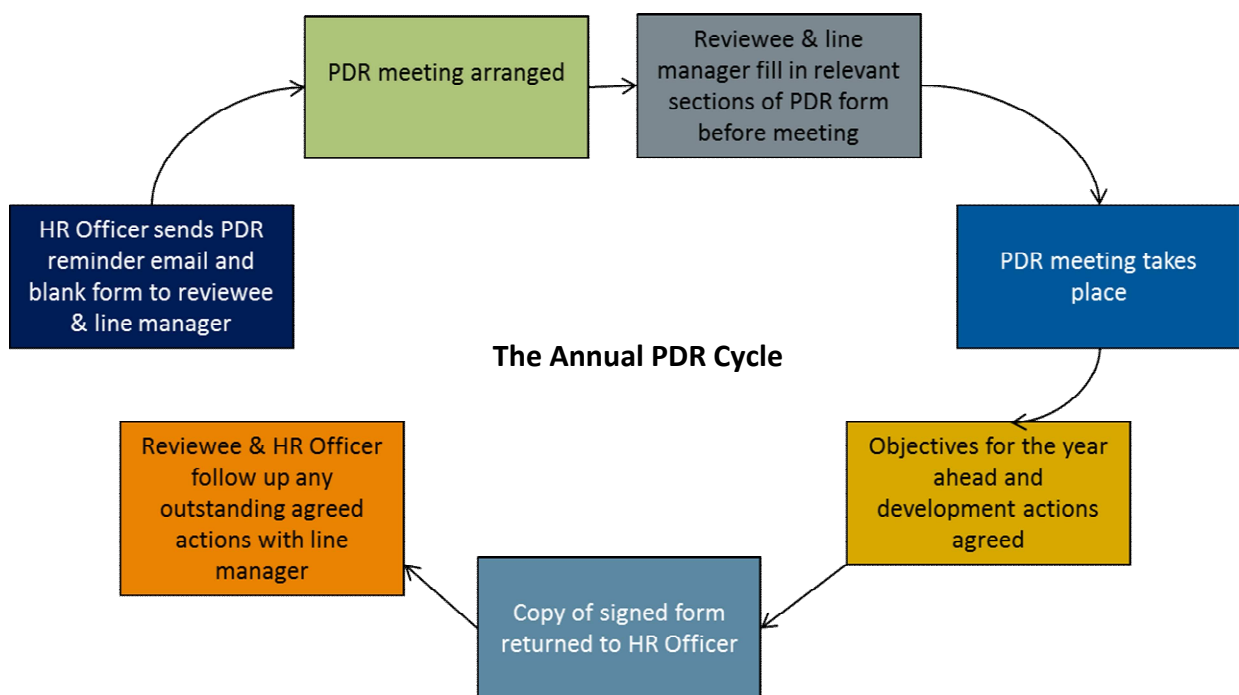 PDR meeting arranged
Reviewee & line
manager fill in relevant
sections of PDR form
before meeting
HR Officer sends PDR
reminder email and
blank form to reviewee
& line manager
PDR meeting takes
place
The Annual PDR Cycle
Reviewee & HR Officer
follow up any
outstanding agreed
actions with line
manager
Objectives for the year
ahead and
development actions
agreed
Copy of signed form
returned to HR Officer